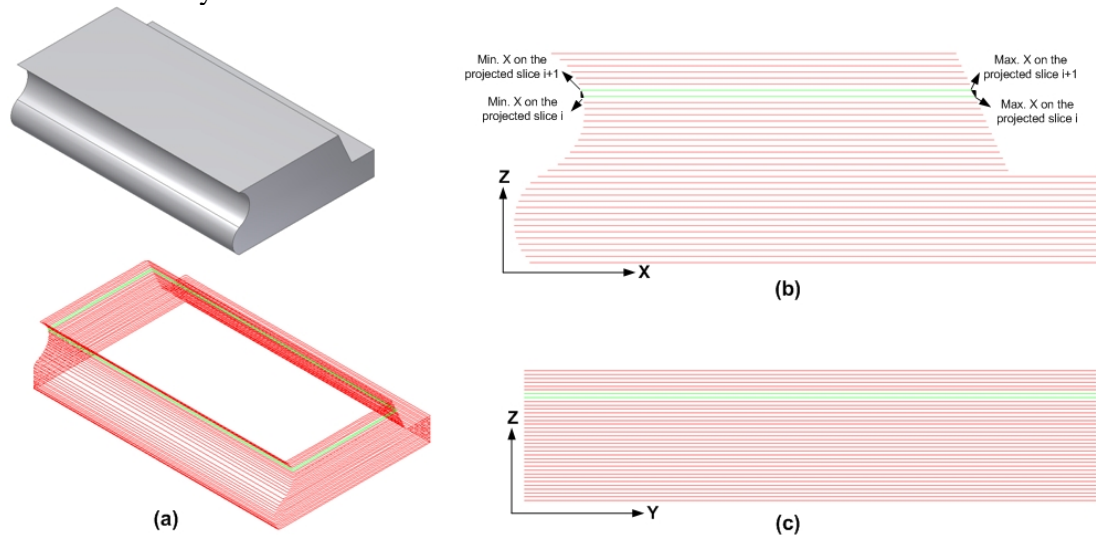 Min. X on the
projected slice i+1
Min. X on the
projected slice i
Max. X on the
projected slice i+1
Max. X on the
projected slice i
Z
X
(b)
Z
Y
(a)
(c)